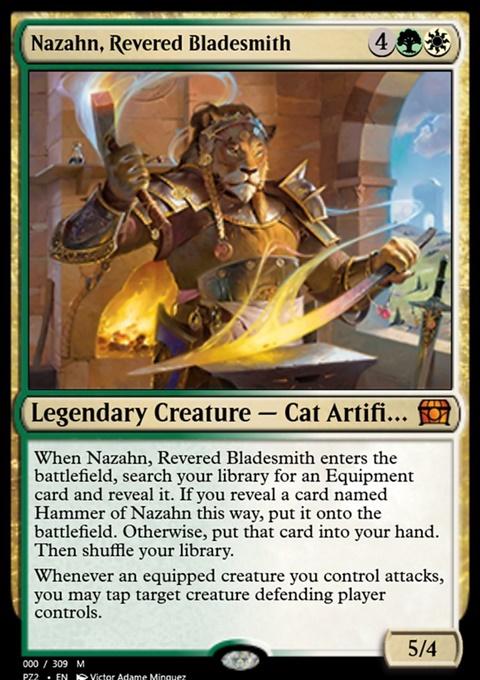 Nazahn, Revered Bladesmith 4
Legendary Creature — Cat Artifi...
When Nazahn, Revered Bladesmith enters the
battlefield, search your library for an Equipment
card and reveal it. If you reveal a card named
Hammer of Nazahn this way, put it onto the
battlefield. Otherwise, put that card into your hand.
Then shuffle your library.
Whenever an equipped creature you control attacks,
you may tap target creature defending player
controls.
5/4
000 / 309 M
PZ2 • EN Victor Adame Minguez